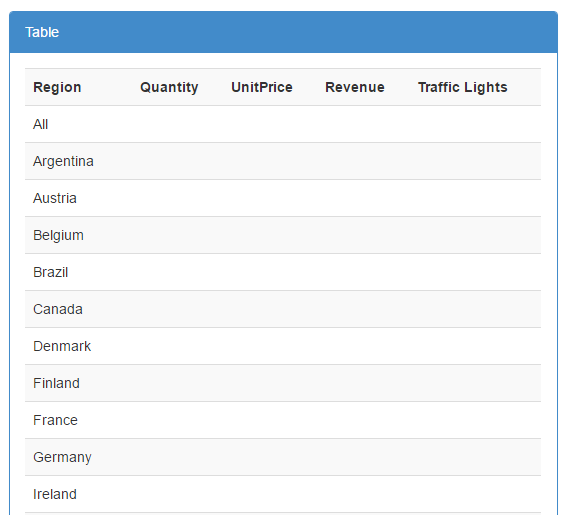 Table
Region Quantity UnitPrice Revenue Traffic Lights
All
Argentina
Austria
Belgium
Brazil
Canada
Denmark
Finland
France
Germany
Ireland